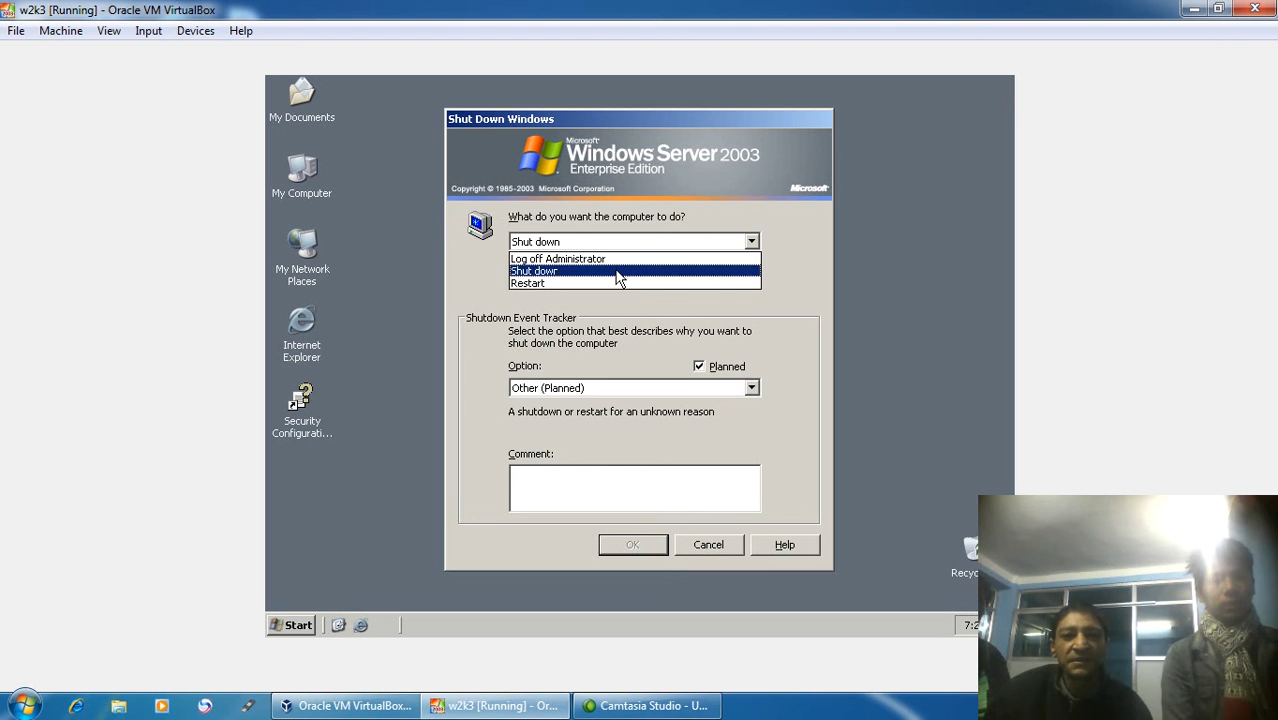 w2k3 [Running] - Oracle VM VirtualBox
File Machine View Input Devices Help
My Documents
My Computer
My Network
Places
Internet
Explorer
Security
Configurati...
Shut Down Windows
Microsoft
Windows Server 2003
Enterprise Edition
Copyright © 1985-2003 Microsoft Corporation Microsoft
What do you want the computer to do?
Shut down
Log off Administrator
Shut down
Restart
Shutdown Event Tracker
Select the option that best describes why you want to
shut down the computer
Option: Planned
Other (Planned)
A shutdown or restart for an unknown reason
Comment:
OK Cancel Help
Recyc
Start 7:2
Oracle VM VirtualBox... w2k3 [Running] - Or... Camtasia Studio - U...